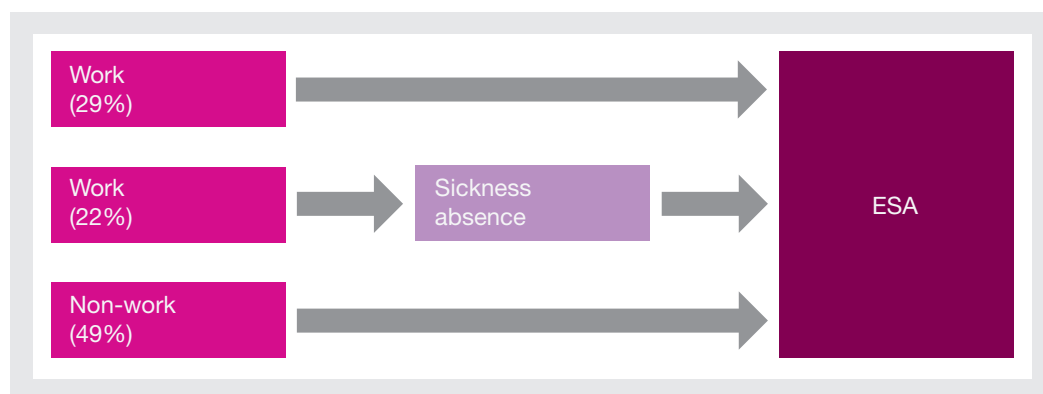 Work
(29%)
Work
(22%)
Sickness
absence
ESA
Non-work
(49%)